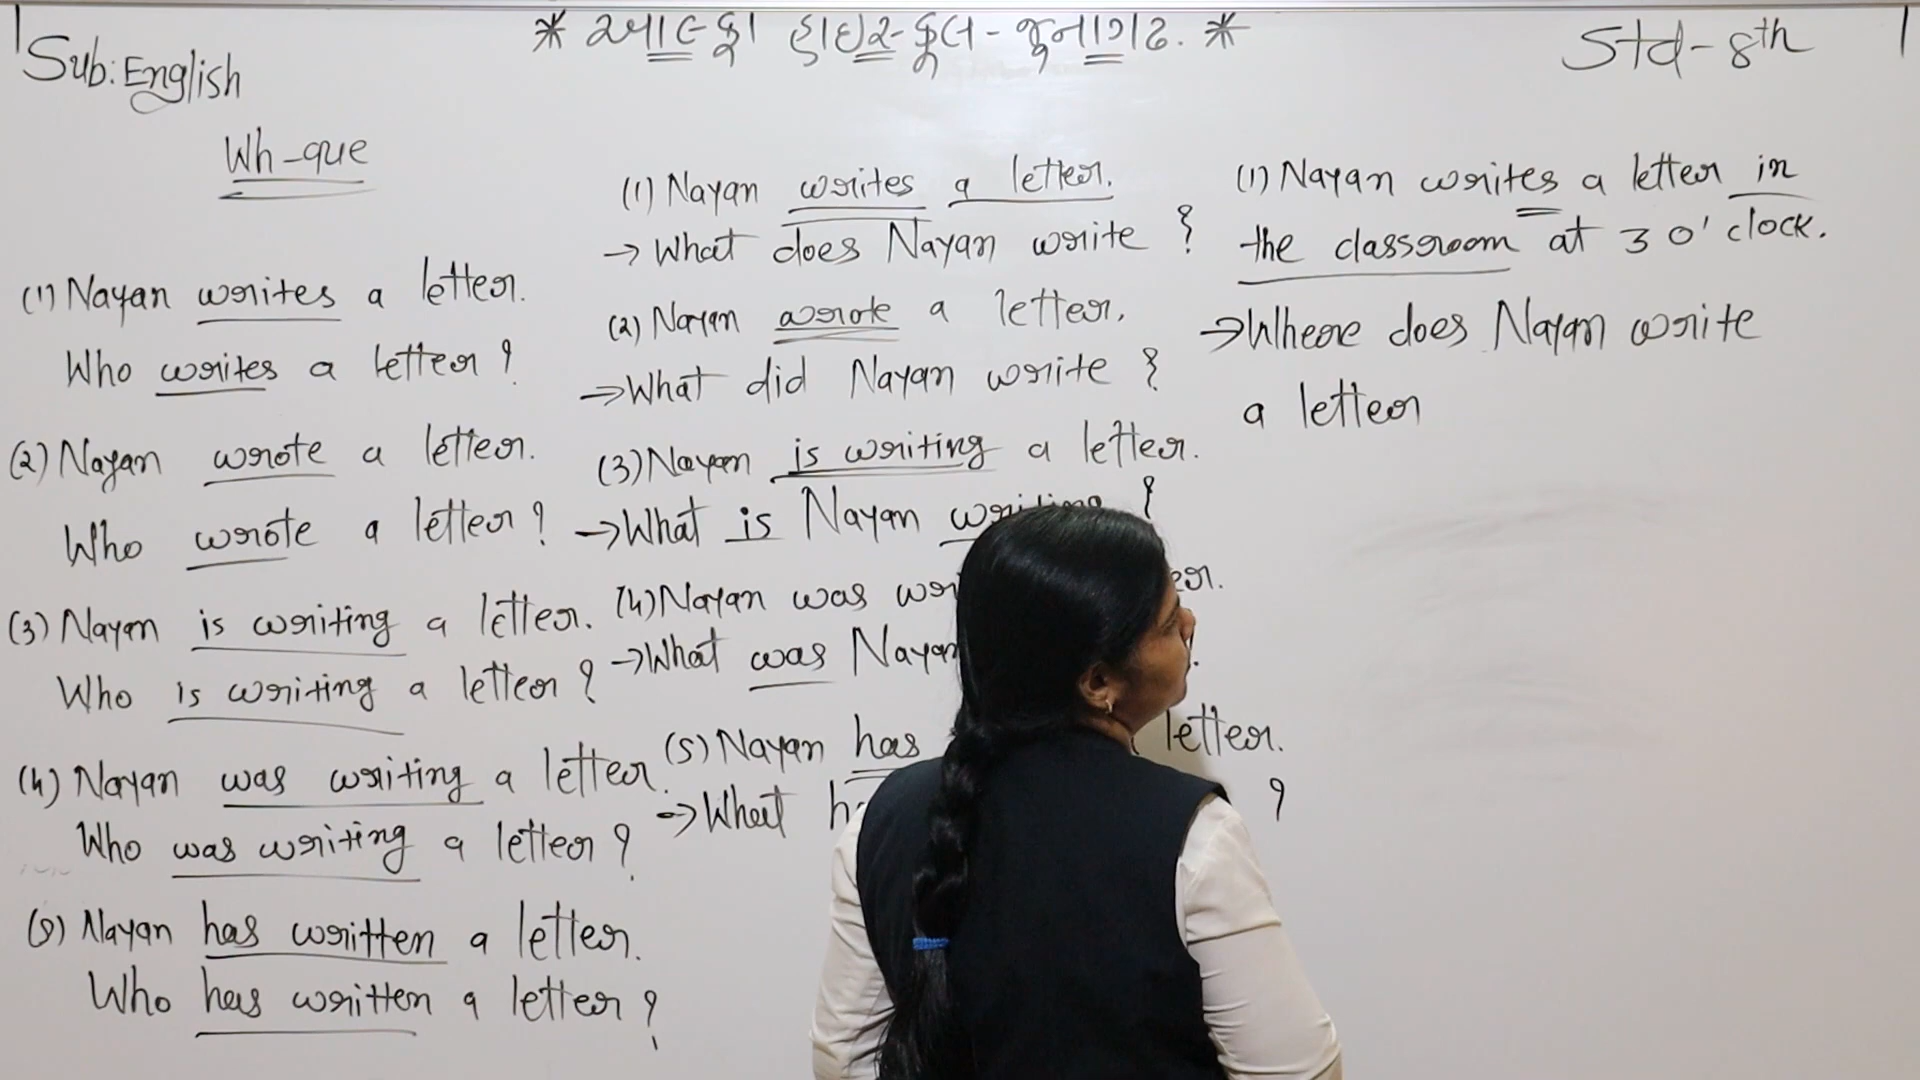 * આલ્ફા હાઇસ્કૂલ - જુનાગઢ. *
Sub: English
Std - 8th
Wh-que
(1) Nayan writes a letter.
Who writes a letter ?
(2) Nayan wrote a letter.
Who wrote a letter ?
(3) Nayan is writing a letter.
Who is writing a letter ?
(4) Nayan was writing a letter.
Who was writing a letter ?
(5) Nayan has written a letter.
Who has written a letter ?
(1) Nayan writes a letter.
→ What does Nayan write ?
(2) Nayan wrote a letter.
→ What did Nayan write ?
(3) Nayan is writing a letter.
→ What is Nayan writing ?
(4) Nayan was
→ What was Nayan
(5) Nayan has letter.
→ What ?
(1) Nayan writes a letter in
the classroom at 3 o'clock.
→ Where does Nayan write
a letter